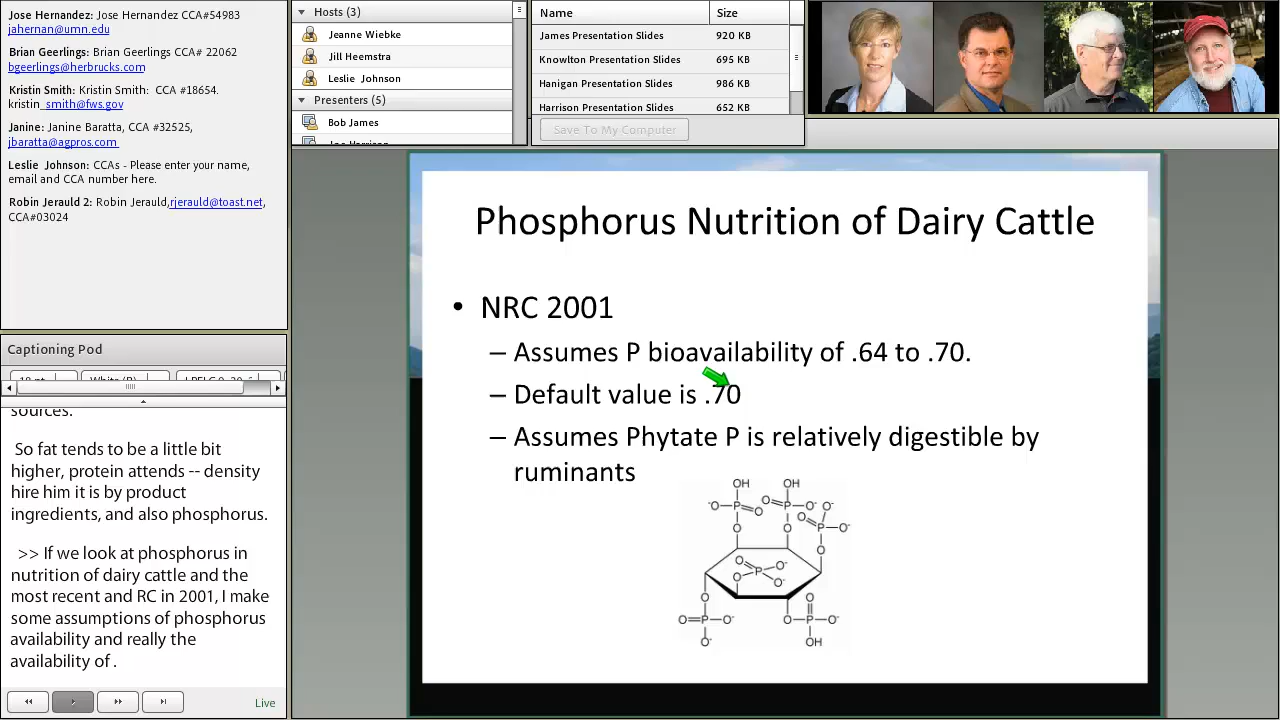 Jose Hernandez: Jose Hernandez CCA#54983
jahernan@umn.edu
Brian Geerlings: Brian Geerlings CCA# 22062
bgeerlings@herbrucks.com
Kristin Smith: Kristin Smith: CCA #18654.
kristin_smith@fws.gov
Janine: Janine Baratta, CCA #32525,
jbaratta@agpros.com
Leslie Johnson: CCAs - Please enter your name,
email and CCA number here.
Robin Jerauld 2: Robin Jerauld,rjerauld@toast.net,
CCA#03024
Captioning Pod
sources.
So fat tends to be a little bit
higher, protein attends -- density
hire him it is by product
ingredients, and also phosphorus.
>> If we look at phosphorus in
nutrition of dairy cattle and the
most recent and RC in 2001, I make
some assumptions of phosphorus
availability and really the
availability of .
Live
Hosts (3)
Jeanne Wiebke
Jill Heemstra
Leslie Johnson
Presenters (5)
Bob James
Joe Harrison
Name Size
James Presentation Slides 920 KB
Knowlton Presentation Slides 695 KB
Hanigan Presentation Slides 986 KB
Harrison Presentation Slides 652 KB
Save To My Computer
Phosphorus Nutrition of Dairy Cattle
• NRC 2001
– Assumes P bioavailability of .64 to .70.
– Default value is .70
– Assumes Phytate P is relatively digestible by
ruminants
OH OH
⁻O P O O P O⁻ O⁻
O P O⁻
O O O
O O⁻
O P
O O⁻
O O O
O P O⁻ O P O⁻
O⁻ OH